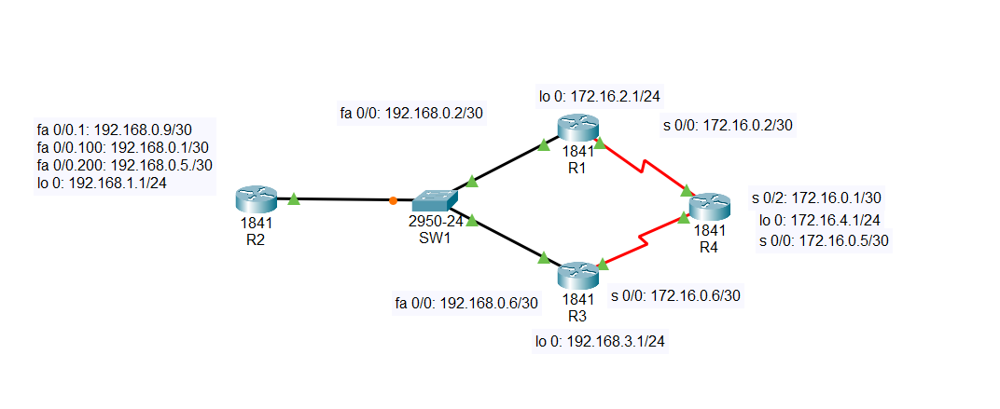 lo 0: 172.16.2.1/24
fa 0/0: 192.168.0.2/30
s 0/0: 172.16.0.2/30
fa 0/0.1: 192.168.0.9/30
fa 0/0.100: 192.168.0.1/30
fa 0/0.200: 192.168.0.5./30
lo 0: 192.168.1.1/24
1841
R1
1841
R2
2950-24
SW1
1841
R4
s 0/2: 172.16.0.1/30
lo 0: 172.16.4.1/24
s 0/0: 172.16.0.5/30
fa 0/0: 192.168.0.6/30
1841
R3
s 0/0: 172.16.0.6/30
lo 0: 192.168.3.1/24